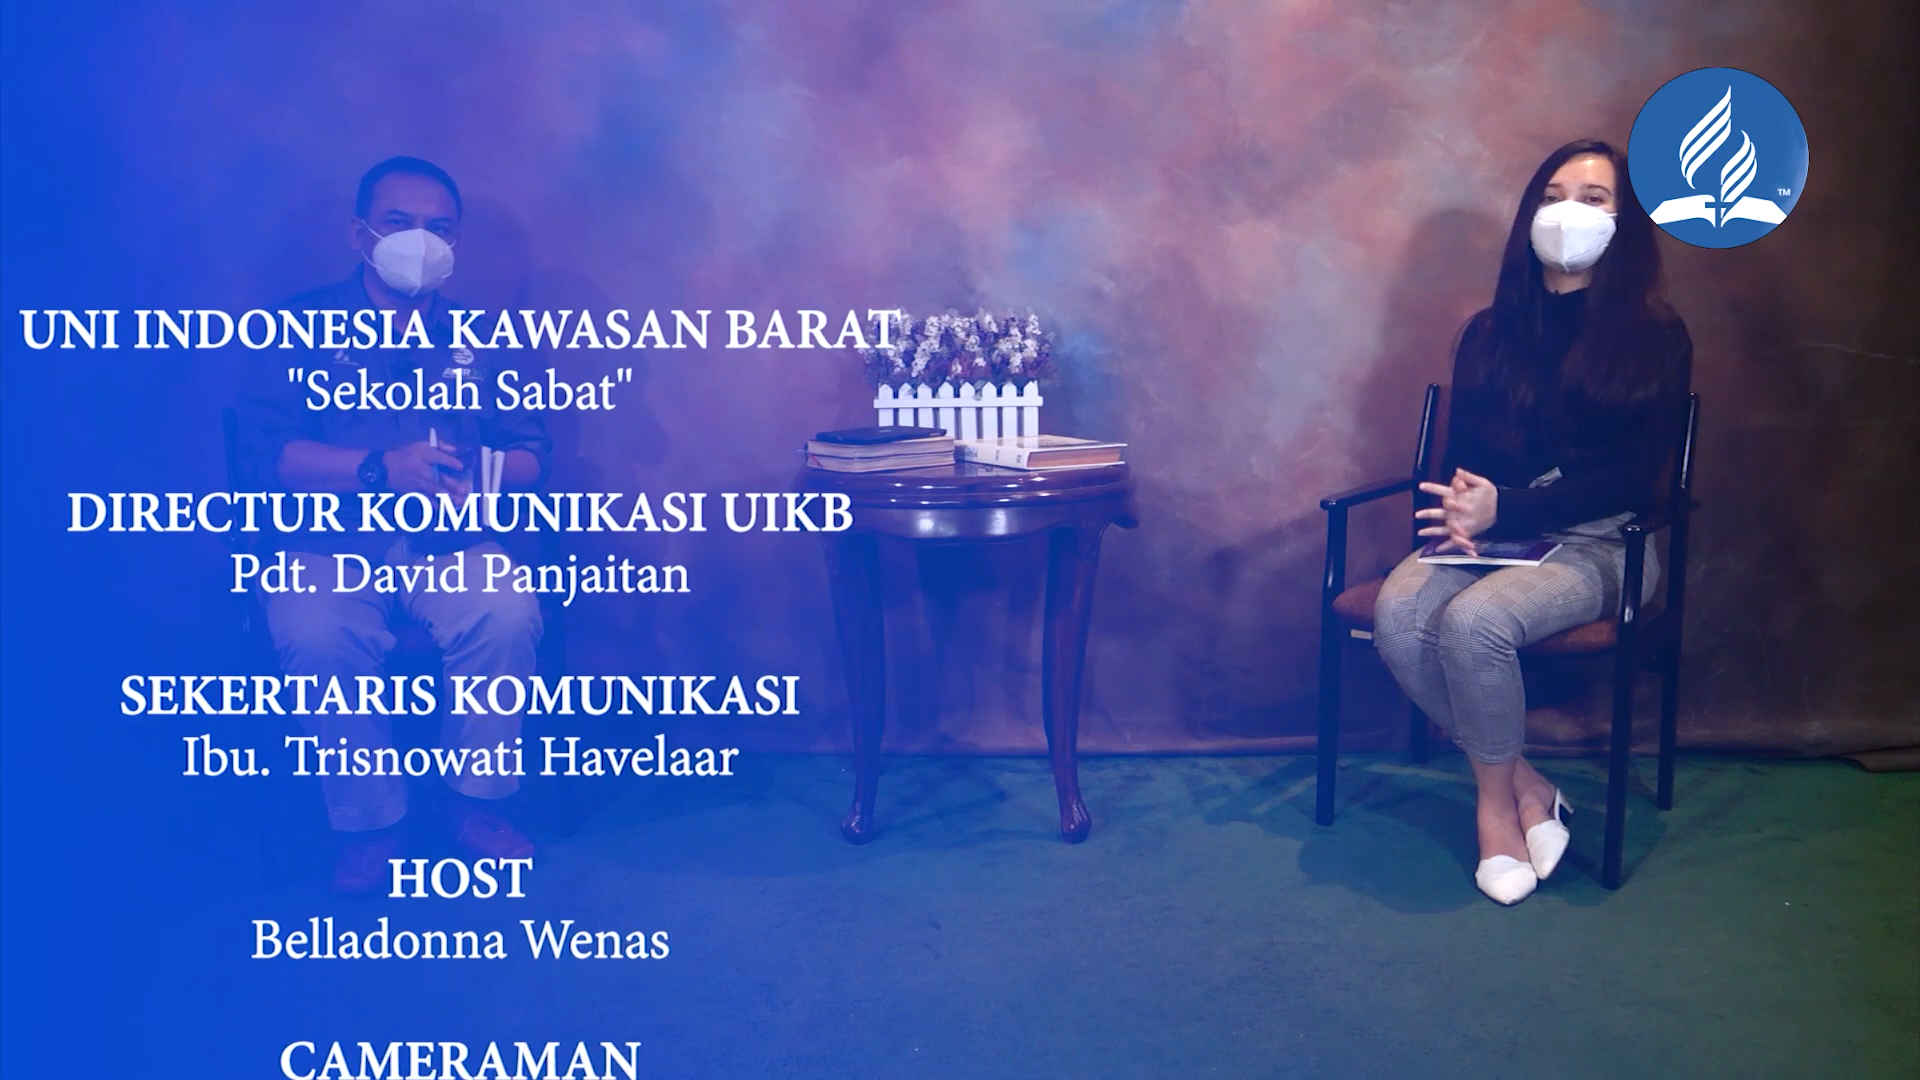 UNI INDONESIA KAWASAN BARAT
"Sekolah Sabat"
DIRECTUR KOMUNIKASI UIKB
Pdt. David Panjaitan
SEKERTARIS KOMUNIKASI
Ibu. Trisnowati Havelaar
HOST
Belladonna Wenas
CAMERAMAN
TM